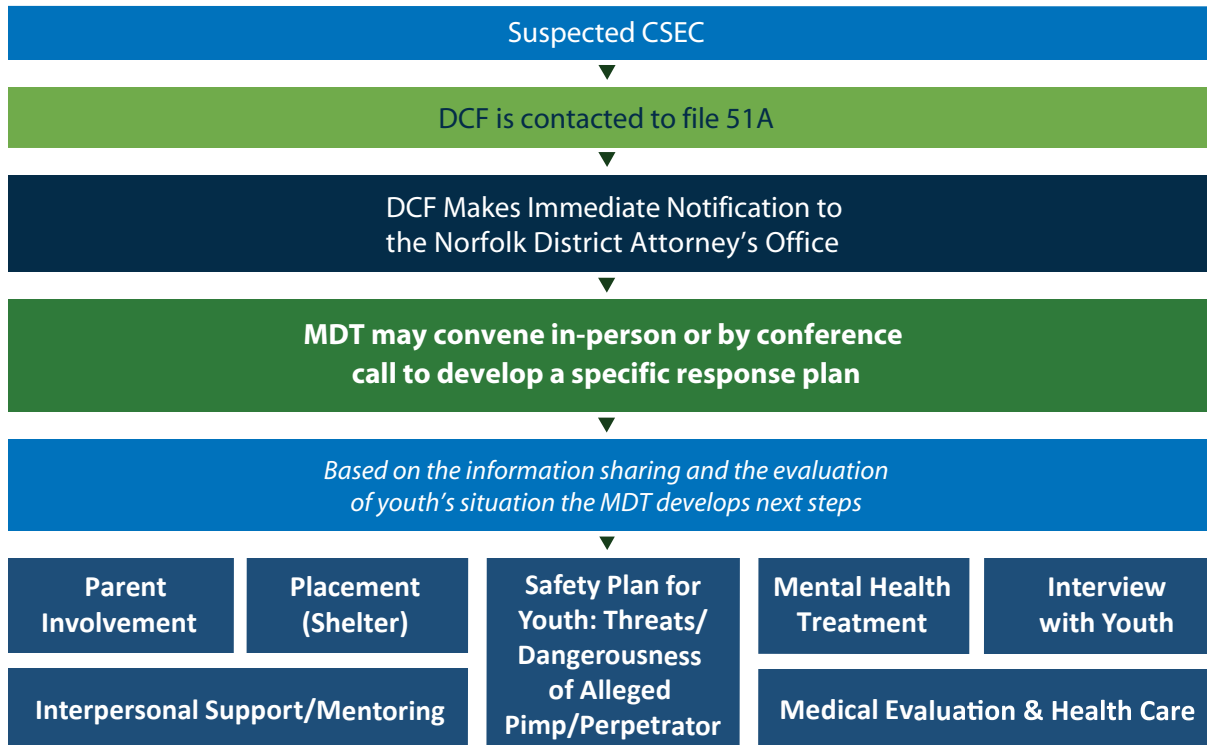 Suspected CSEC
DCF is contacted to file 51A
DCF Makes Immediate Notification to
the Norfolk District Attorney’s Office
MDT may convene in-person or by conference
call to develop a specific response plan
Based on the information sharing and the evaluation
of youth’s situation the MDT develops next steps
Parent
Involvement
Placement
(Shelter)
Safety Plan for
Youth: Threats/
Dangerousness
of Alleged
Pimp/Perpetrator
Mental Health
Treatment
Interview
with Youth
Interpersonal Support/Mentoring
Medical Evaluation & Health Care